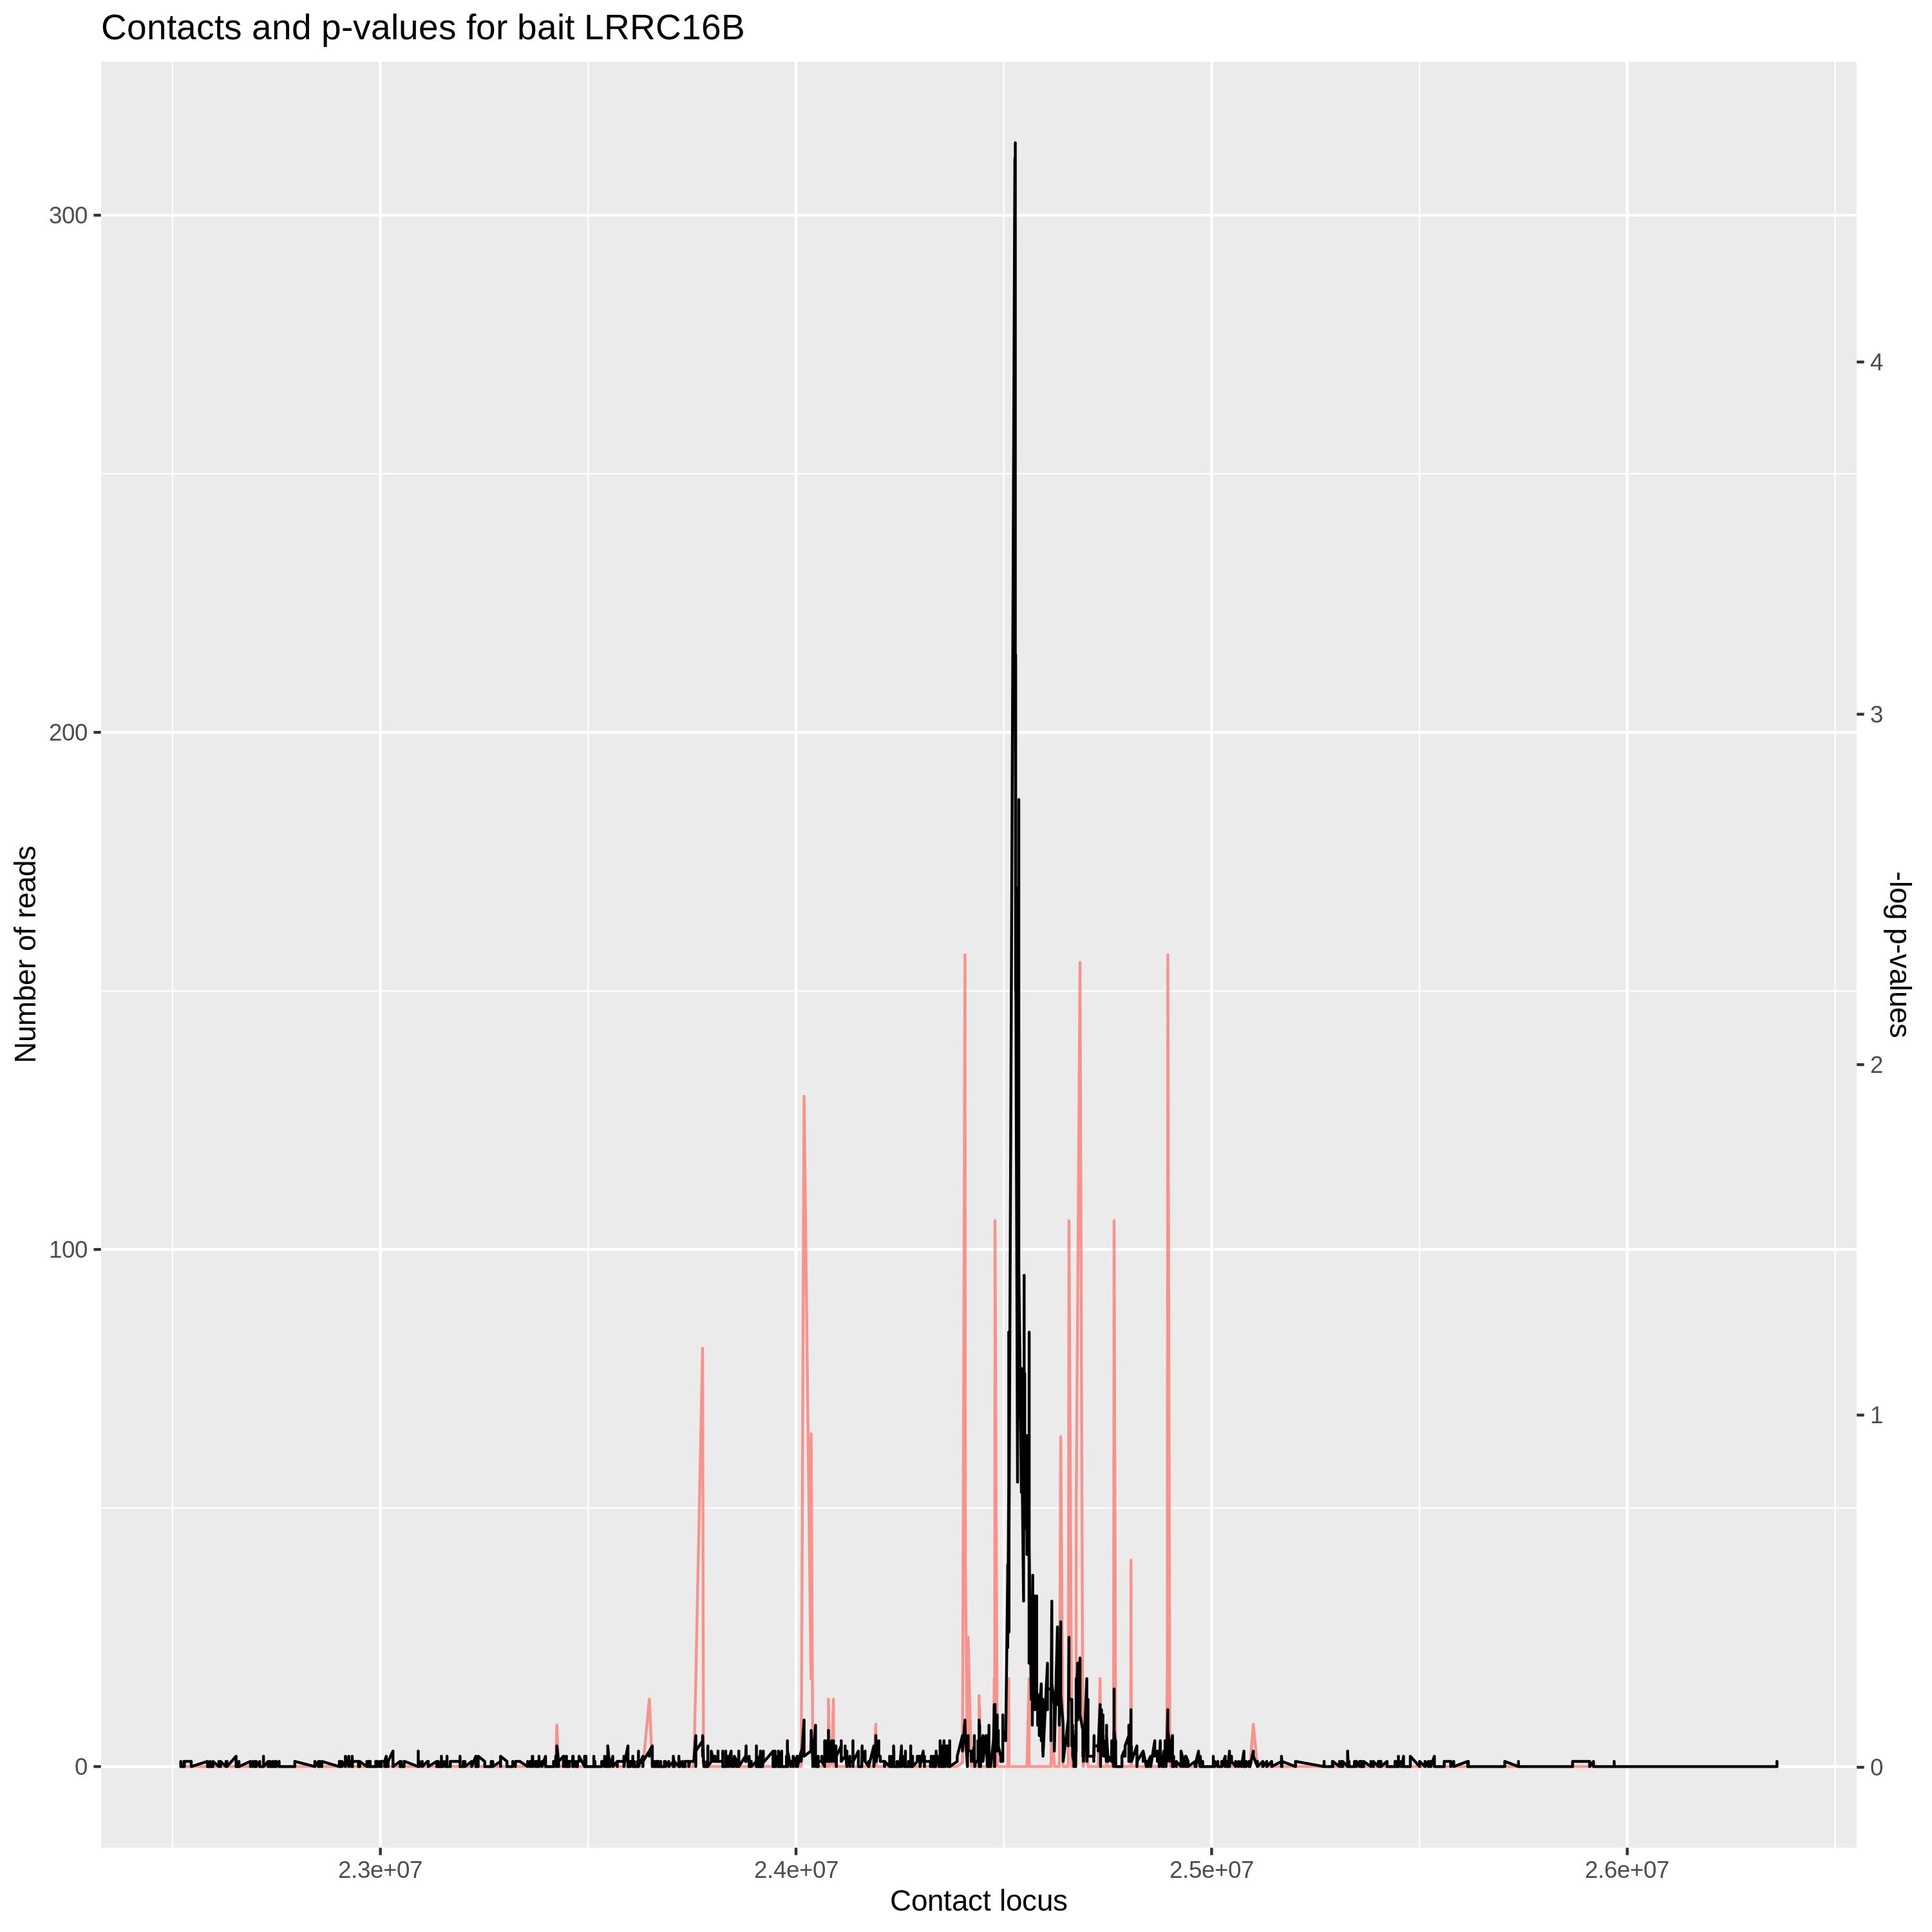 Contacts and p-values for bait LRRC16B
300
200
100
0
Number of reads
4
3
2
1
0
-log p-values
2.3e+07
2.4e+07
2.5e+07
2.6e+07
Contact locus